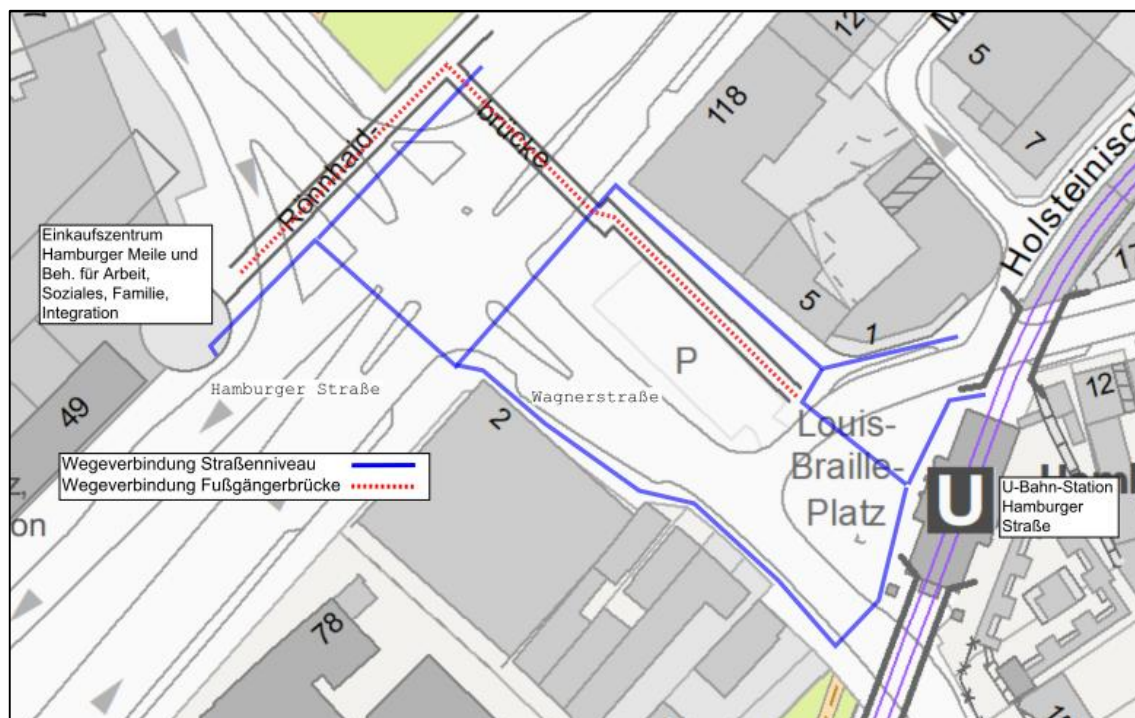 12
5
7
118
Holsteinisch
Rönnhaid-
brücke
Einkaufszentrum
Hamburger Meile und
Beh. für Arbeit,
Soziales, Familie,
Integration
5
1
P
12
Hamburger Straße
Wagnerstraße
49
2
Louis-
Braille-
Platz
Wegeverbindung Straßenniveau
Wegeverbindung Fußgängerbrücke
U
U-Bahn-Station
Hamburger
Straße
on
78